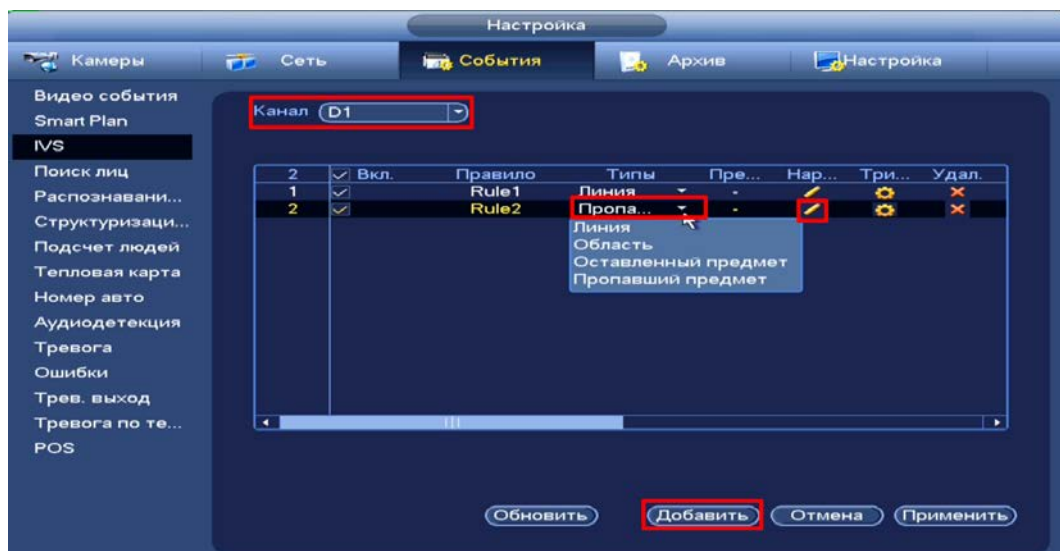 Настройка
Камеры Сеть События Архив Настройка
Видео события
Smart Plan
IVS
Поиск лиц
Распознавани...
Структуризаци...
Подсчет людей
Тепловая карта
Номер авто
Аудиодетекция
Тревога
Ошибки
Трев. выход
Тревога по те...
POS
Канал D1
2 Вкл. Правило Типы Пре... Нар... Три... Удал.
1 Rule1 Линия -
2 Rule2 Пропа... -
Линия
Область
Оставленный предмет
Пропавший предмет
Обновить Добавить Отмена Применить